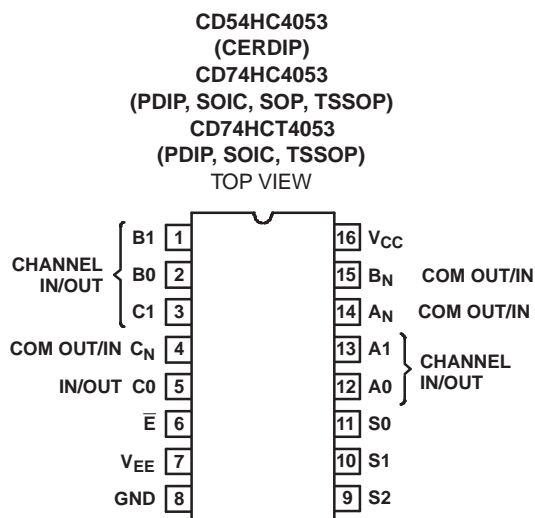 CD54HC4053
(CERDIP)
CD74HC4053
(PDIP, SOIC, SOP, TSSOP)
CD74HCT4053
(PDIP, SOIC, TSSOP)
TOP VIEW
B1 1 16 VCC
CHANNEL IN/OUT
B0 2 15 BN COM OUT/IN
C1 3 14 AN COM OUT/IN
COM OUT/IN CN 4 13 A1
CHANNEL IN/OUT
IN/OUT C0 5 12 A0
E̅ 6 11 S0
VEE 7 10 S1
GND 8 9 S2